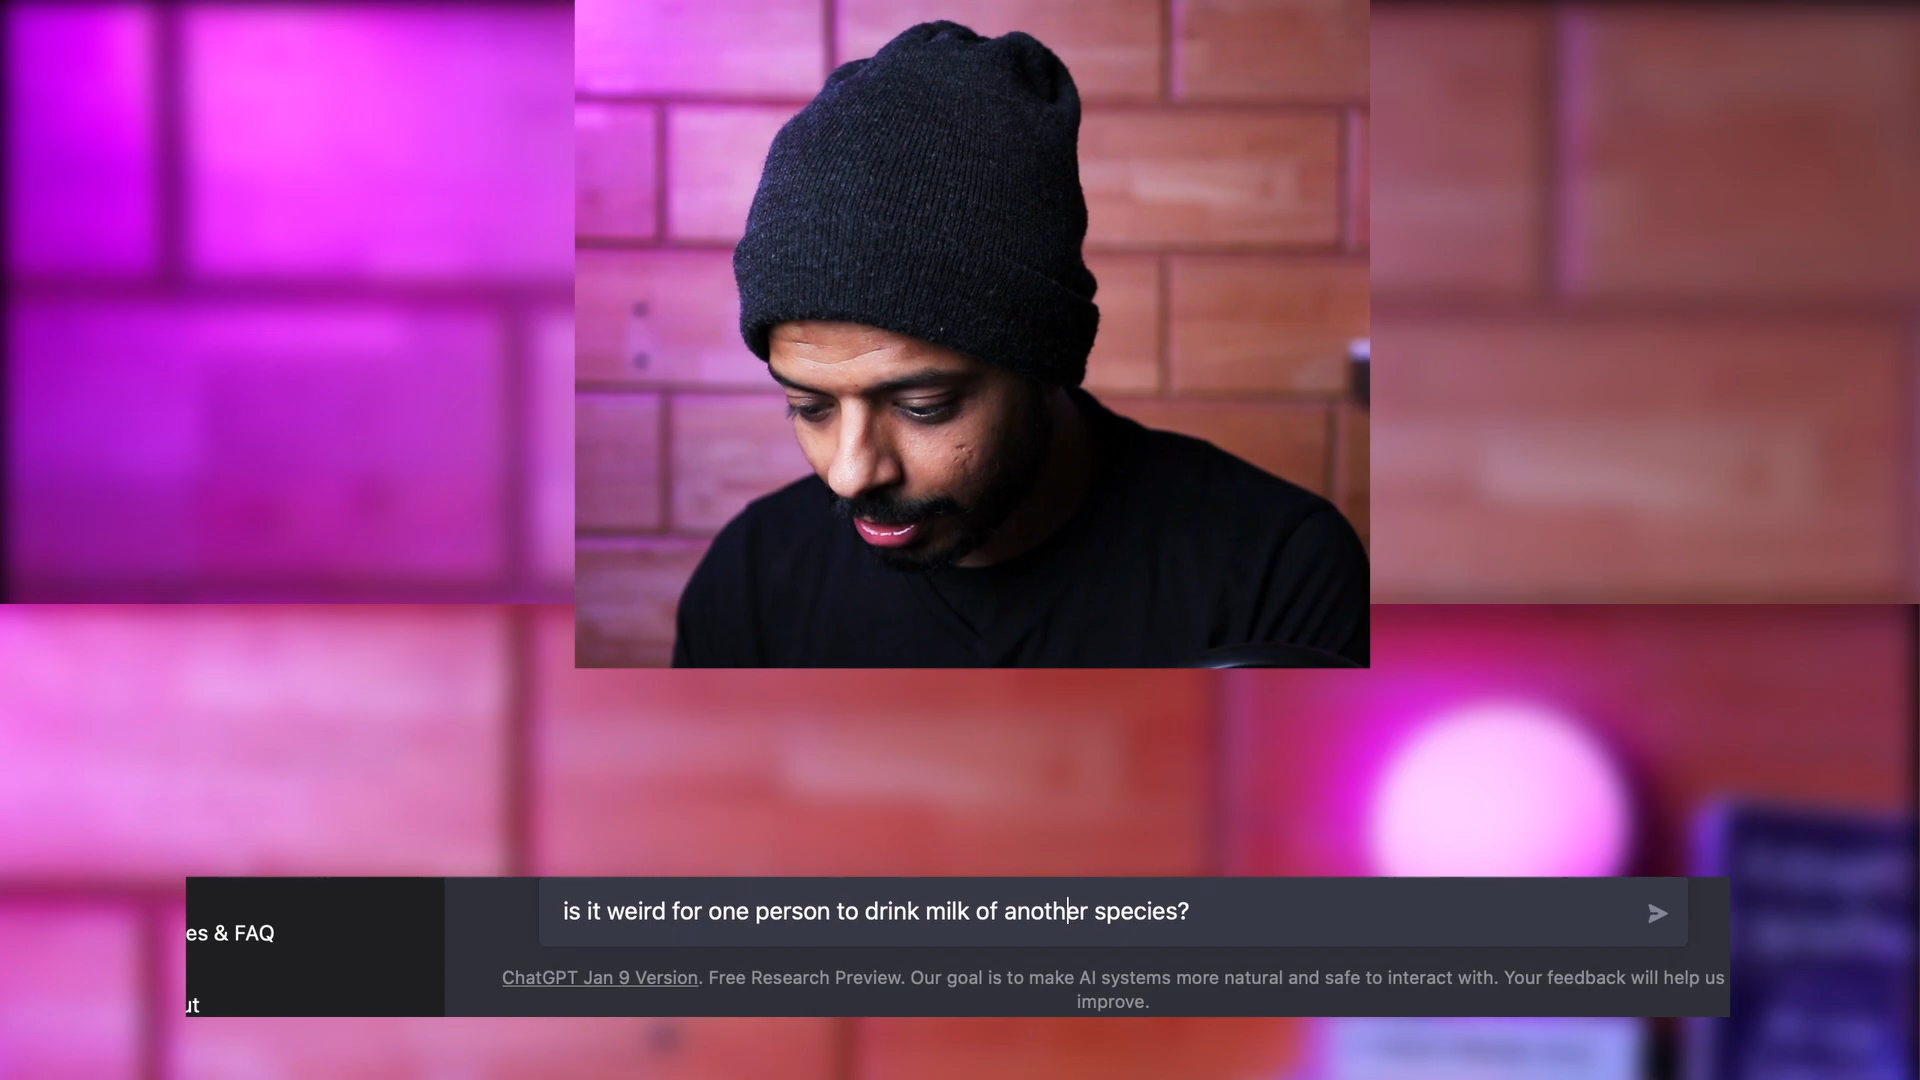 is it weird for one person to drink milk of another species?
es & FAQ
ChatGPT Jan 9 Version. Free Research Preview. Our goal is to make AI systems more natural and safe to interact with. Your feedback will help us
improve.
ut